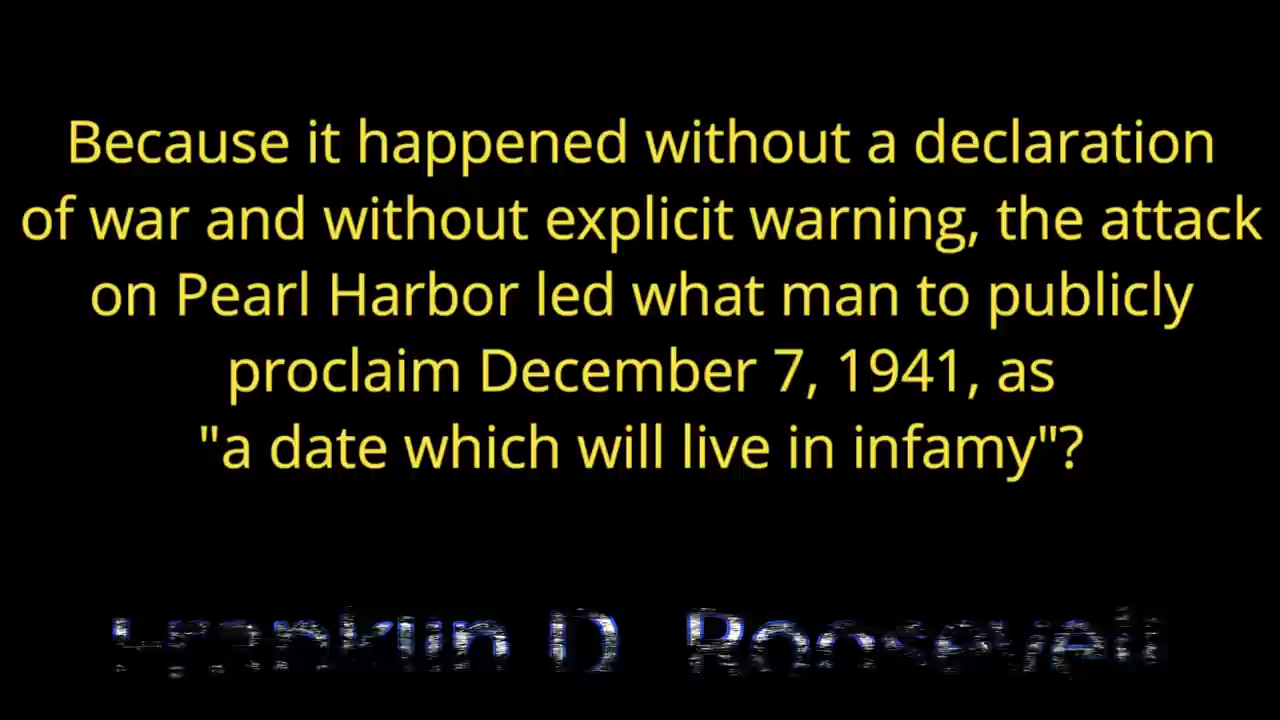 Because it happened without a declaration
of war and without explicit warning, the attack
on Pearl Harbor led what man to publicly
proclaim December 7, 1941, as
"a date which will live in infamy"?
Franklin D. Roosevelt